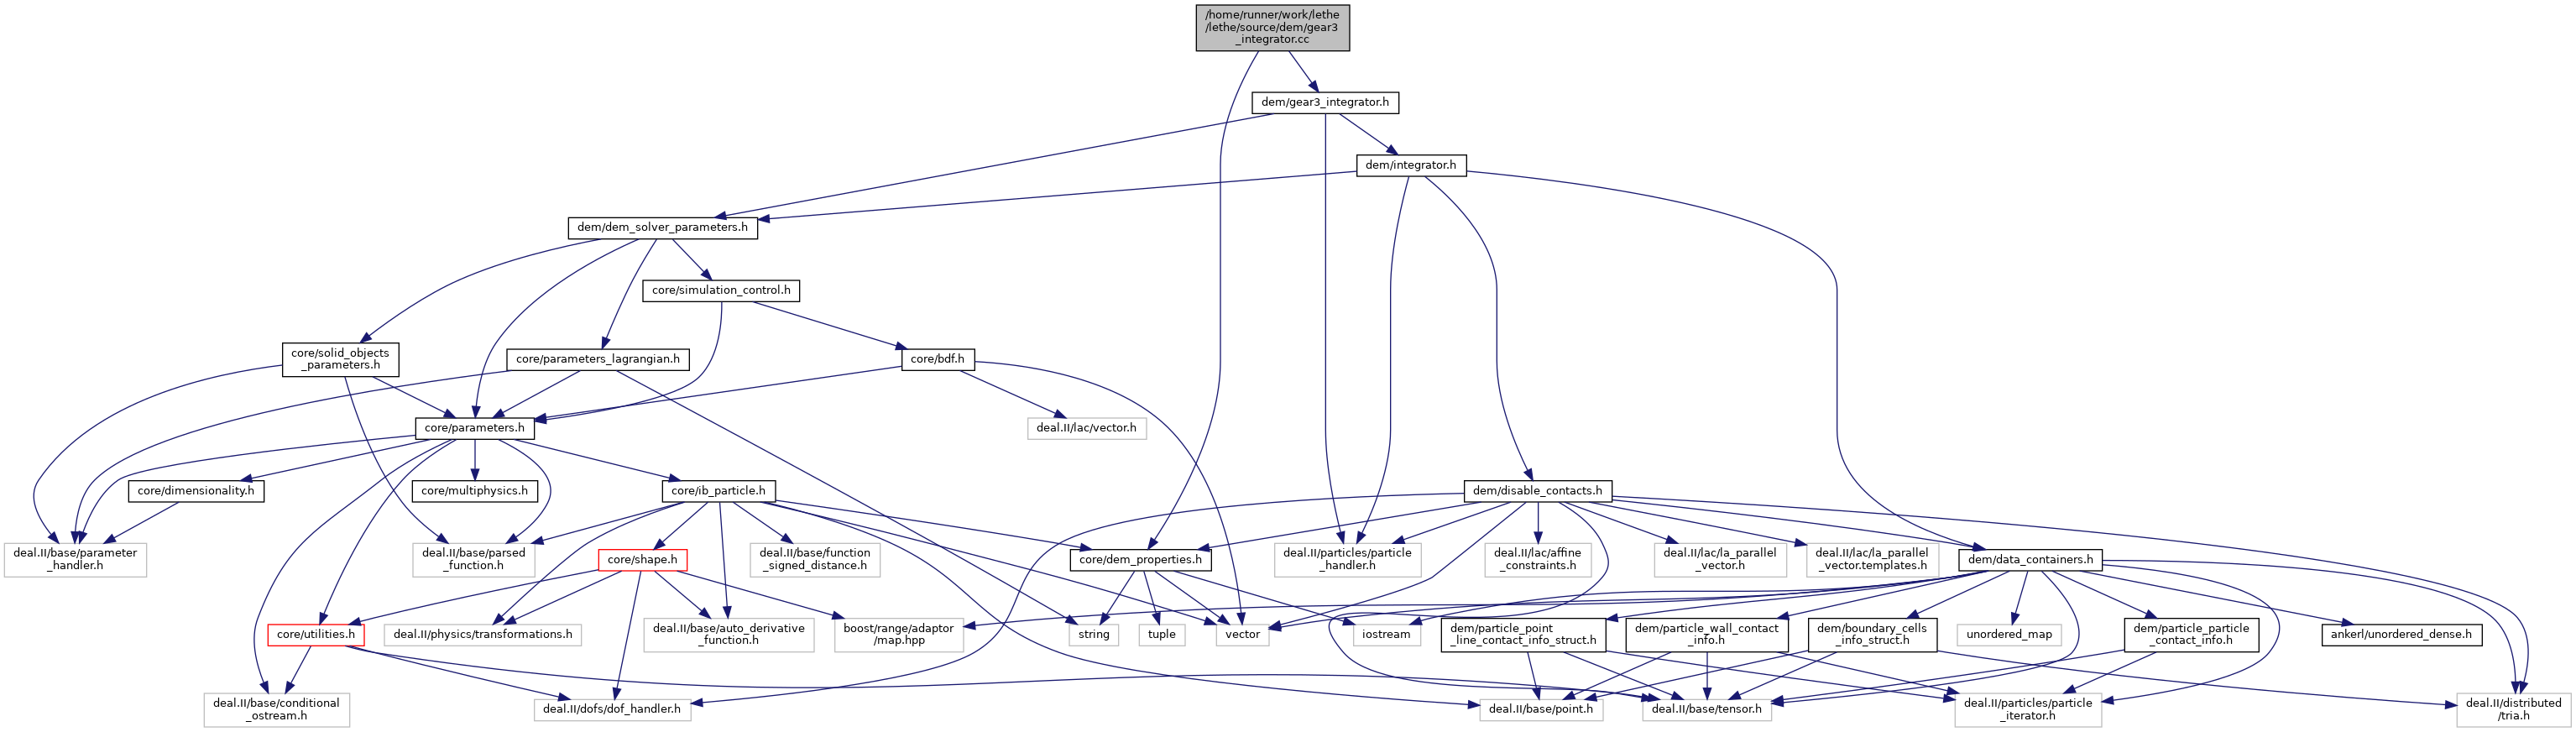 /home/runner/work/lethe
/lethe/source/dem/gear3
_integrator.cc
dem/gear3_integrator.h
dem/integrator.h
dem/dem_solver_parameters.h
core/simulation_control.h
core/solid_objects
_parameters.h
core/parameters_lagrangian.h
core/bdf.h
core/parameters.h
deal.II/lac/vector.h
core/dimensionality.h
core/multiphysics.h
core/ib_particle.h
dem/disable_contacts.h
deal.II/base/parameter
_handler.h
deal.II/base/parsed
_function.h
core/shape.h
deal.II/base/function
_signed_distance.h
core/dem_properties.h
deal.II/particles/particle
_handler.h
deal.II/lac/affine
_constraints.h
deal.II/lac/la_parallel
_vector.h
deal.II/lac/la_parallel
_vector.templates.h
dem/data_containers.h
core/utilities.h
deal.II/physics/transformations.h
deal.II/base/auto_derivative
_function.h
boost/range/adaptor
/map.hpp
string
tuple
vector
iostream
dem/particle_point
_line_contact_info_struct.h
dem/particle_wall_contact
_info.h
dem/boundary_cells
_info_struct.h
unordered_map
dem/particle_particle
_contact_info.h
ankerl/unordered_dense.h
deal.II/base/conditional
_ostream.h
deal.II/dofs/dof_handler.h
deal.II/base/point.h
deal.II/base/tensor.h
deal.II/particles/particle
_iterator.h
deal.II/distributed
/tria.h